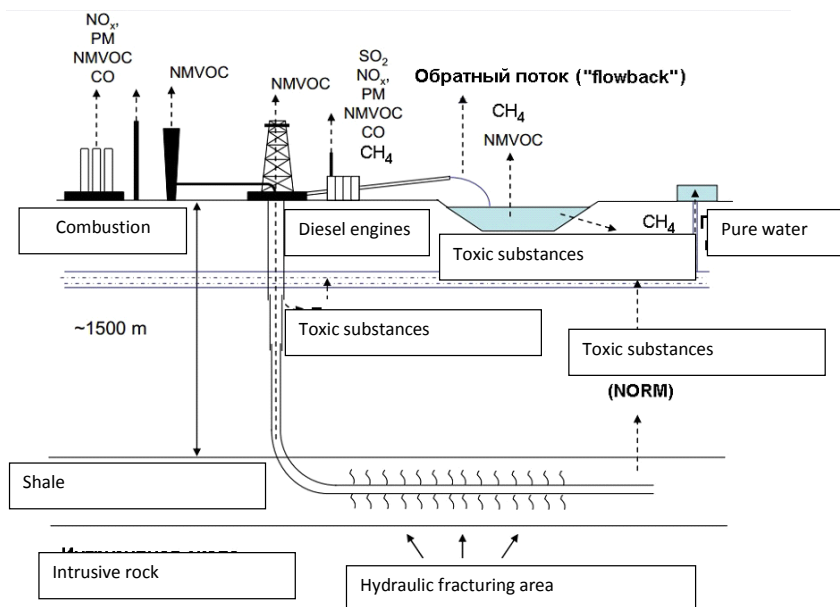 NOx,
PM
NMVOC
CO
NMVOC
NMVOC
SO2
NOx,
PM
NMVOC
CO
CH4
Обратный поток ("flowback")
CH4
NMVOC
Combustion
Diesel engines
CH4
Pure water
Toxic substances
~1500 m
Toxic substances
Toxic substances
(NORM)
Shale
Intrusive rock
Hydraulic fracturing area